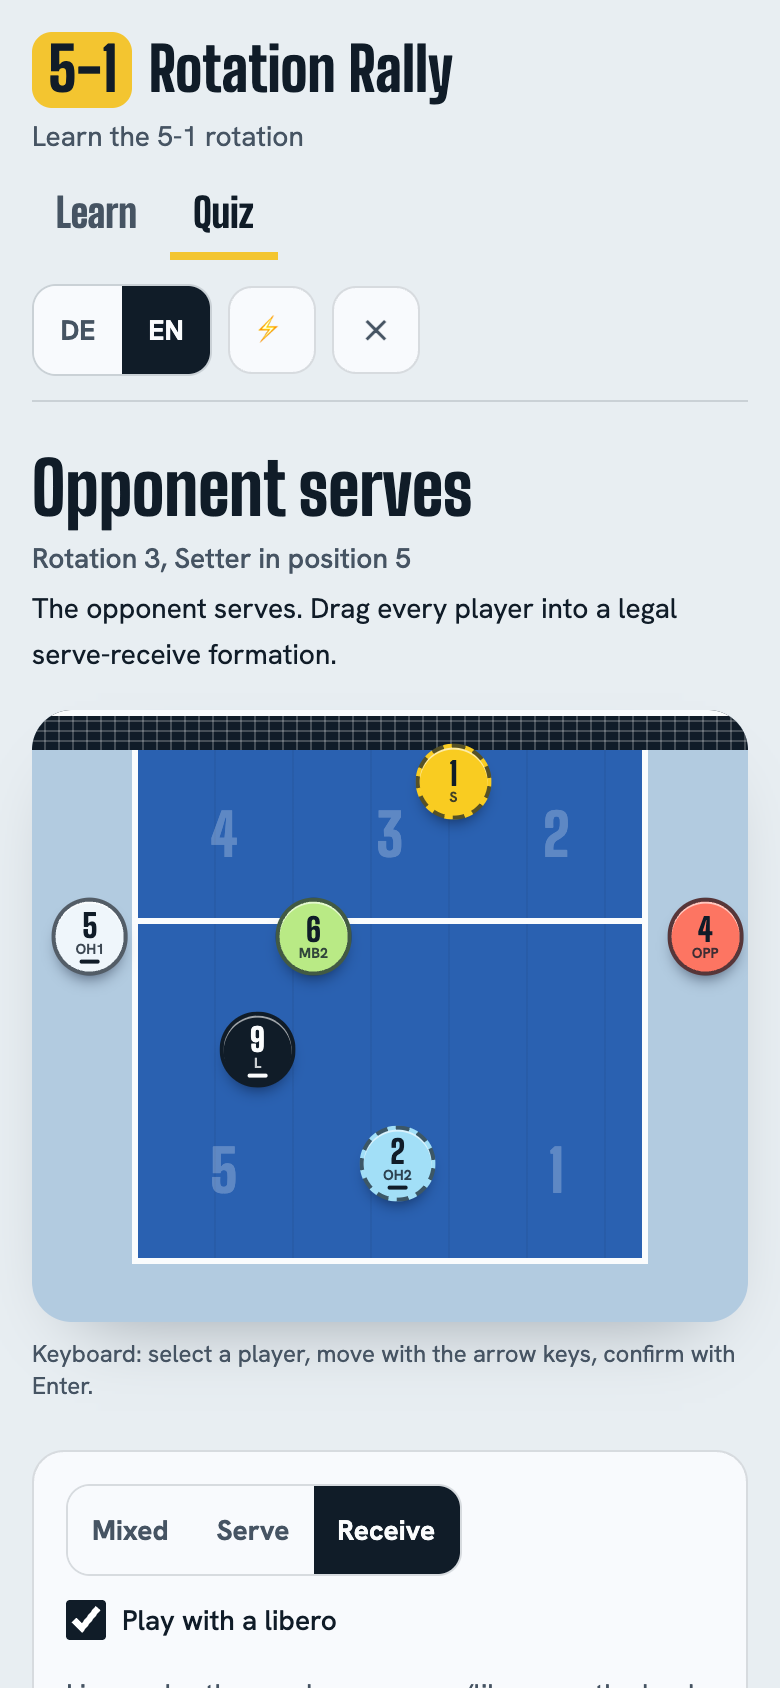 5-1 Rotation Rally
Learn the 5-1 rotation
Learn Quiz
DE EN
Opponent serves
Rotation 3, Setter in position 5
The opponent serves. Drag every player into a legal
serve-receive formation.
1
S
4 3 2
5
OH1
6
MB2
4
OPP
9
L
2
OH2
5 1
Keyboard: select a player, move with the arrow keys, confirm with
Enter.
Mixed Serve Receive
Play with a libero